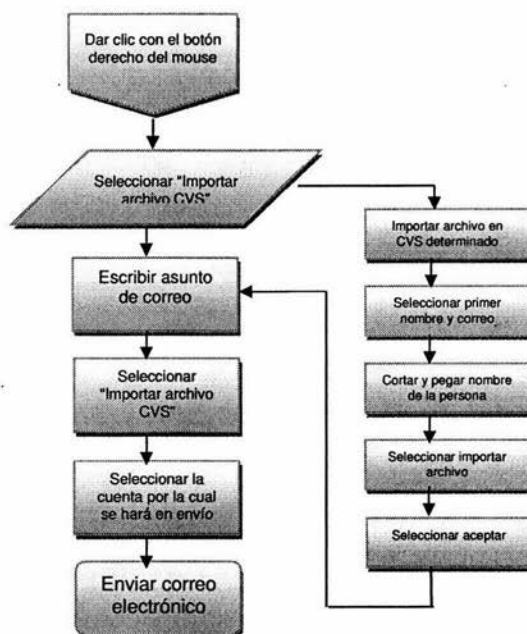 Dar clic con el botón
derecho del mouse
Seleccionar "Importar
archivo CVS"
Escribir asunto
de correo
Seleccionar
"Importar archivo
CVS"
Seleccionar la
cuenta por la cual
se hará en envío
Enviar correo
electrónico
Importar archivo en
CVS determinado
Seleccionar primer
nombre y correo
Cortar y pegar nombre
de la persona
Seleccionar importar
archivo
Seleccionar aceptar